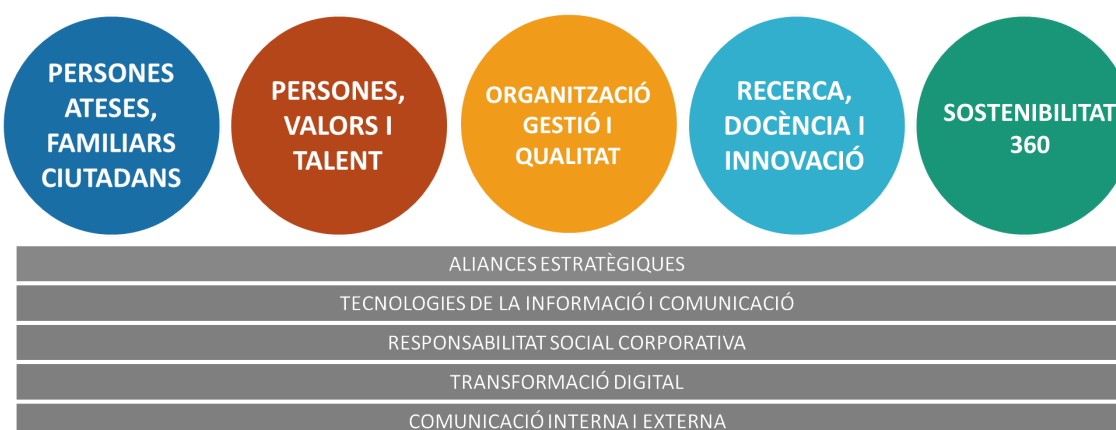 PERSONES
ATESES,
FAMILIARS
CIUTADANS
PERSONES,
VALORS I
TALENT
ORGANITZACIÓ
GESTIÓ I
QUALITAT
RECERCA,
DOCÈNCIA I
INNOVACIÓ
SOSTENIBILITAT
360
ALIANCES ESTRATÈGIQUES
TECNOLOGIES DE LA INFORMACIÓ I COMUNICACIÓ
RESPONSABILITAT SOCIAL CORPORATIVA
TRANSFORMACIÓ DIGITAL
COMUNICACIÓ INTERNA I EXTERNA